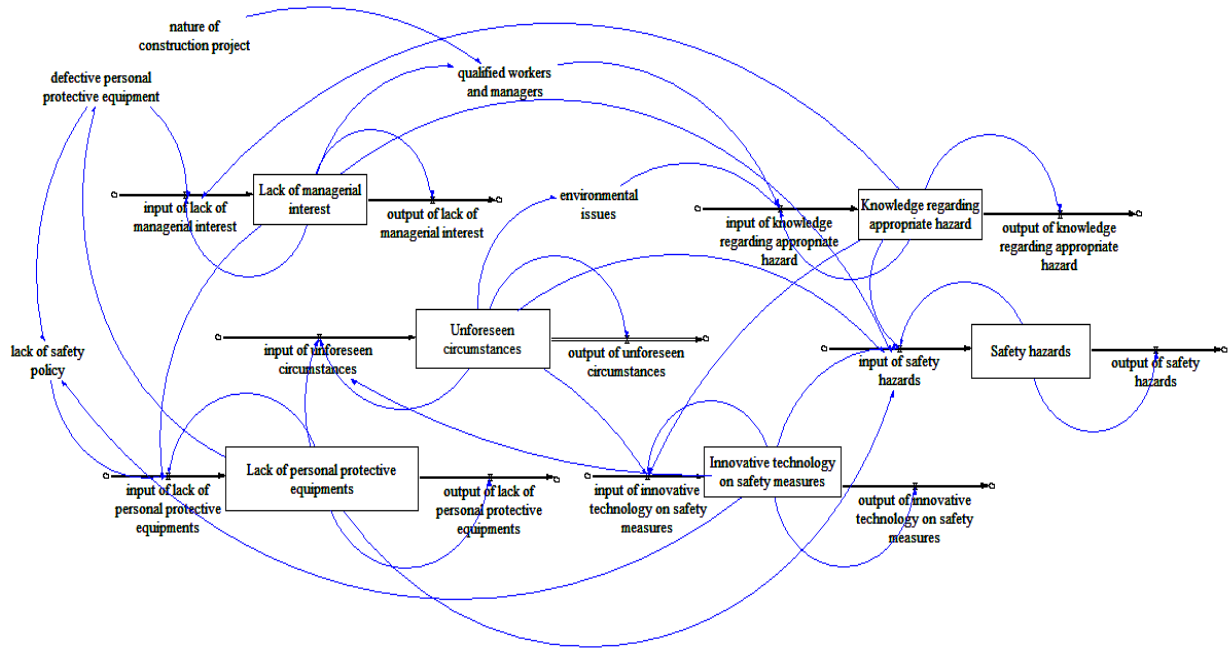 nature of
construction project
defective personal
protective equipment
qualified workers
and managers
Lack of managerial
interest
input of lack of
managerial interest
output of lack of
managerial interest
environmental
issues
Knowledge regarding
appropriate hazard
input of knowledge
regarding appropriate
hazard
output of knowledge
regarding appropriate
hazard
lack of safety
policy
Unforeseen
circumstances
input of unforeseen
circumstances
output of unforeseen
circumstances
Safety hazards
input of safety
hazards
output of safety
hazards
Lack of personal protective
equipments
input of lack of
personal protective
equipments
output of lack of
personal protective
equipments
Innovative technology
on safety measures
input of innovative
technology on safety
measures
output of innovative
technology on safety
measures